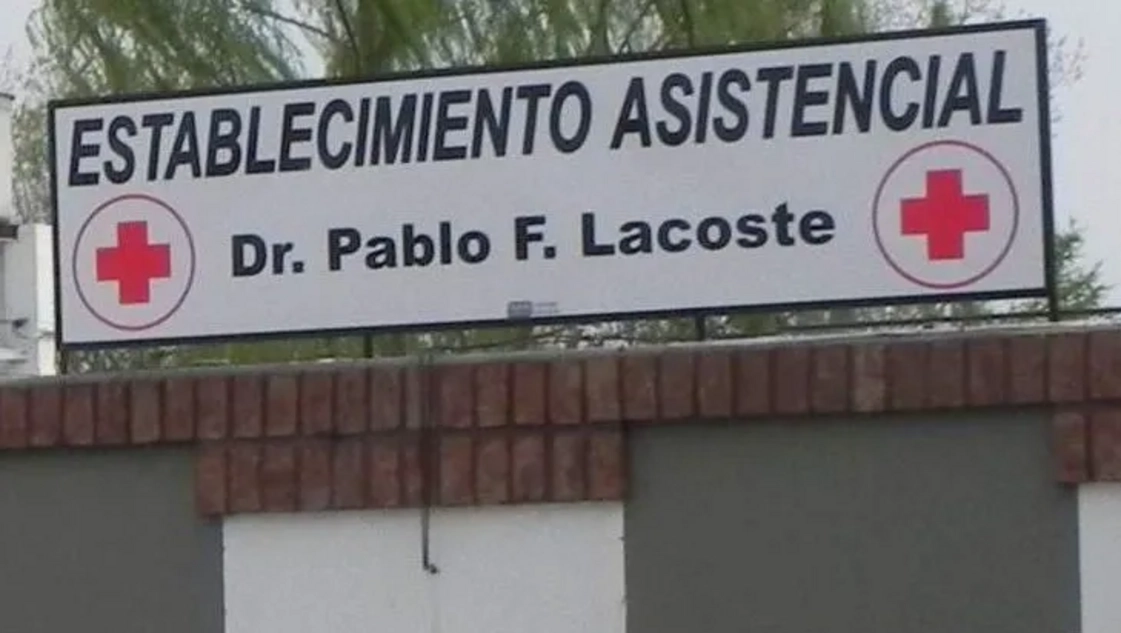 ESTABLECIMIENTO ASISTENCIAL
Dr. Pablo F. Lacoste